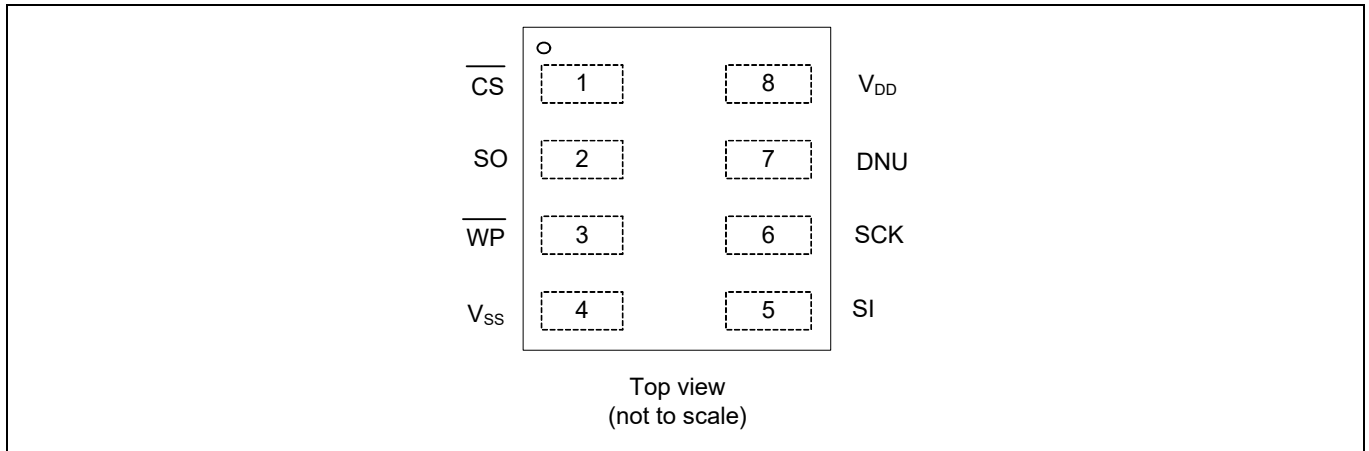 CS 1 8 VDD
SO 2 7 DNU
WP 3 6 SCK
VSS 4 5 SI
Top view
(not to scale)